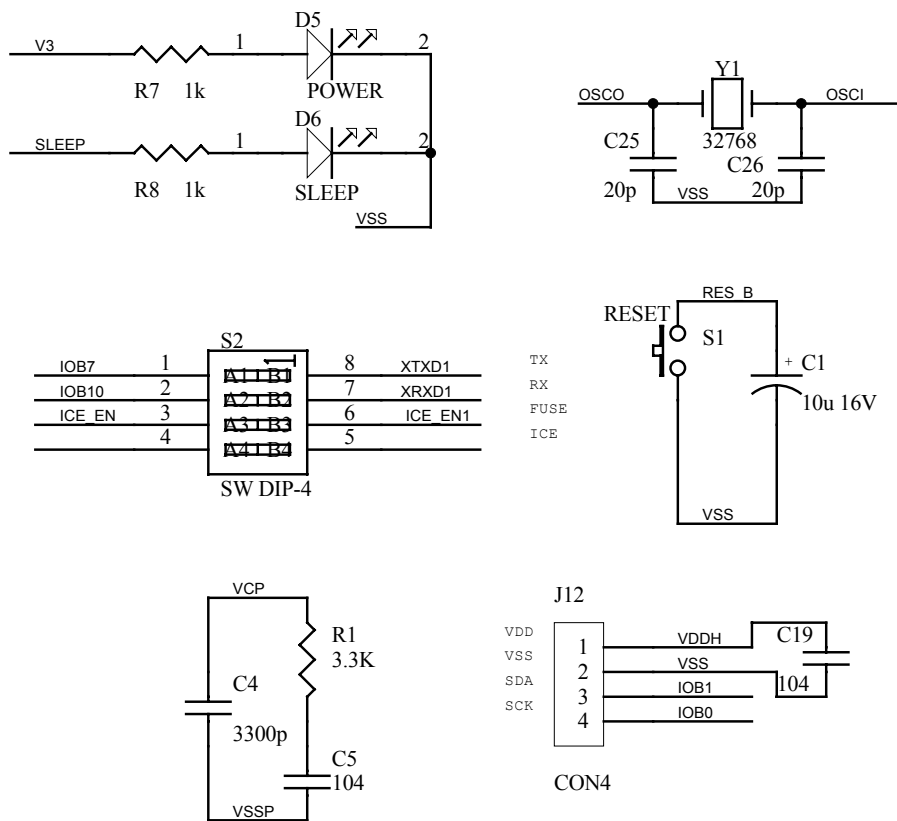 D5
V3
1
2
R7 1k
POWER
D6
SLEEP
1
2
R8 1k
SLEEP
VSS
Y1
OSCO
OSCI
32768
C25
C26
20p
VSS
20p
S2
IOB7 1
8 XTXD1
IOB10 2
7 XRXD1
ICE_EN 3
6 ICE_EN1
4
5
A1 B1
A2 B2
A3 B3
A4 B4
SW DIP-4
TX
RX
FUSE
ICE
RES_B
RESET
S1
+ C1
10u 16V
VSS
VCP
R1
3.3K
C4
3300p
C5
104
VSSP
J12
VDD
VSS
SDA
SCK
1 VDDH
2 VSS
3 IOB1
4 IOB0
C19
104
CON4